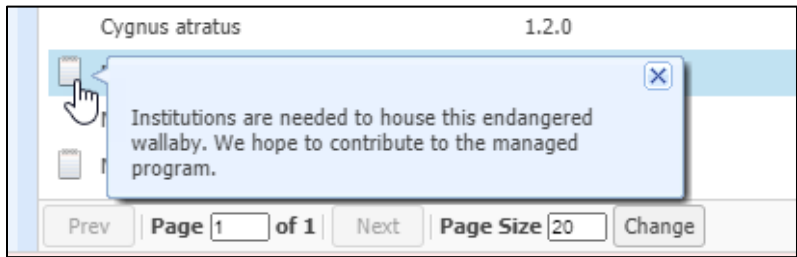 Cygnus atratus 1.2.0
Institutions are needed to house this endangered
wallaby. We hope to contribute to the managed
program.
Prev Page 1 of 1 Next Page Size 20 Change